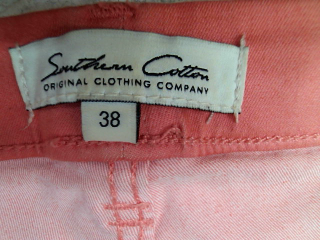 Southern Cotton
ORIGINAL CLOTHING COMPANY
38